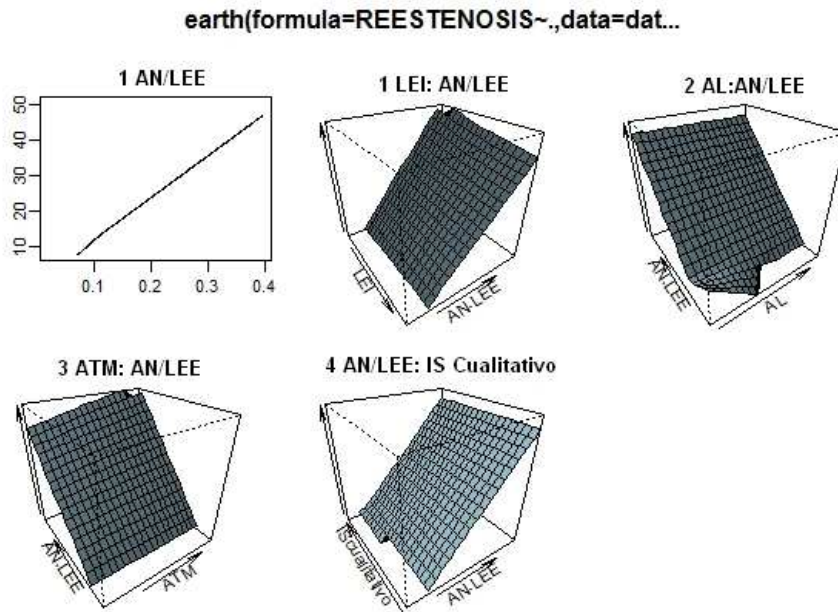 earth(formula=REESTENOSIS~.,data=dat...
1 AN/LEE
50
40
30
20
10
0.1 0.2 0.3 0.4
1 LEI: AN/LEE
LEI
AN-LEE
2 AL:AN/LEE
AN-LEE
AL
3 ATM: AN/LEE
AN-LEE
ATM
4 AN/LEE: IS Cualitativo
IS cualitativo
AN-LEE